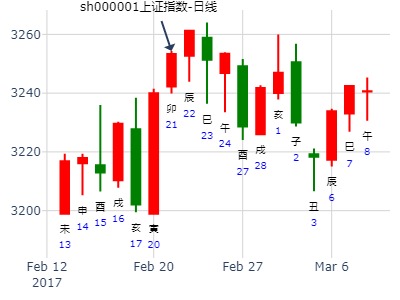 sh000001上证指数-日线
3260
3240
3220
3200
未
13
申
14
酉
15
戌
16
亥
17
寅
20
卯
21
辰
22
巳
23
午
24
酉
27
戌
28
亥
1
子
2
丑
3
辰
6
巳
7
午
8
Feb 12
2017
Feb 20
Feb 27
Mar 6